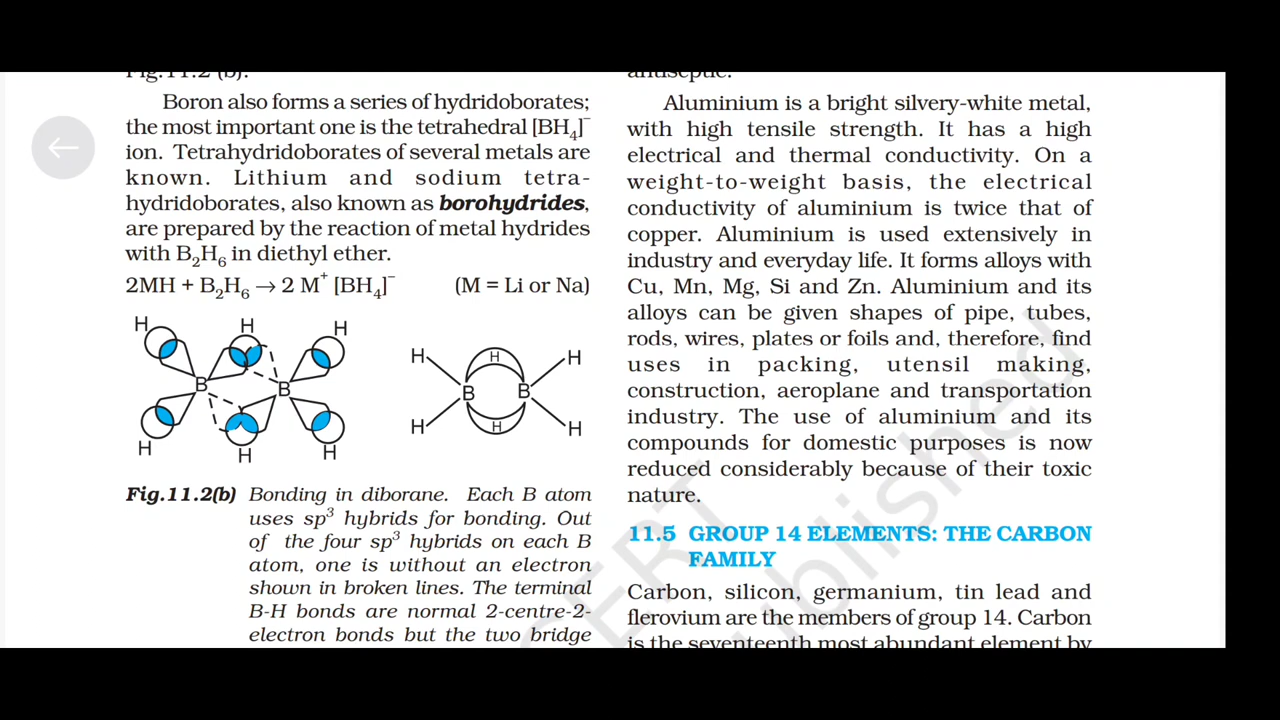 Fig.11.2 (b).
Boron also forms a series of hydridoborates;
the most important one is the tetrahedral [BH₄]⁻
ion. Tetrahydridoborates of several metals are
known. Lithium and sodium tetra-
hydridoborates, also known as borohydrides,
are prepared by the reaction of metal hydrides
with B₂H₆ in diethyl ether.
2MH + B₂H₆ → 2 M⁺ [BH₄]⁻ (M = Li or Na)
H H H
B B
H H H
H H H
B B
H H H
Fig.11.2(b) Bonding in diborane. Each B atom
uses sp³ hybrids for bonding. Out
of the four sp³ hybrids on each B
atom, one is without an electron
shown in broken lines. The terminal
B-H bonds are normal 2-centre-2-
electron bonds but the two bridge
antiseptic.
Aluminium is a bright silvery-white metal,
with high tensile strength. It has a high
electrical and thermal conductivity. On a
weight-to-weight basis, the electrical
conductivity of aluminium is twice that of
copper. Aluminium is used extensively in
industry and everyday life. It forms alloys with
Cu, Mn, Mg, Si and Zn. Aluminium and its
alloys can be given shapes of pipe, tubes,
rods, wires, plates or foils and, therefore, find
uses in packing, utensil making,
construction, aeroplane and transportation
industry. The use of aluminium and its
compounds for domestic purposes is now
reduced considerably because of their toxic
nature.
11.5 GROUP 14 ELEMENTS: THE CARBON
FAMILY
Carbon, silicon, germanium, tin lead and
flerovium are the members of group 14. Carbon
is the seventeenth most abundant element by